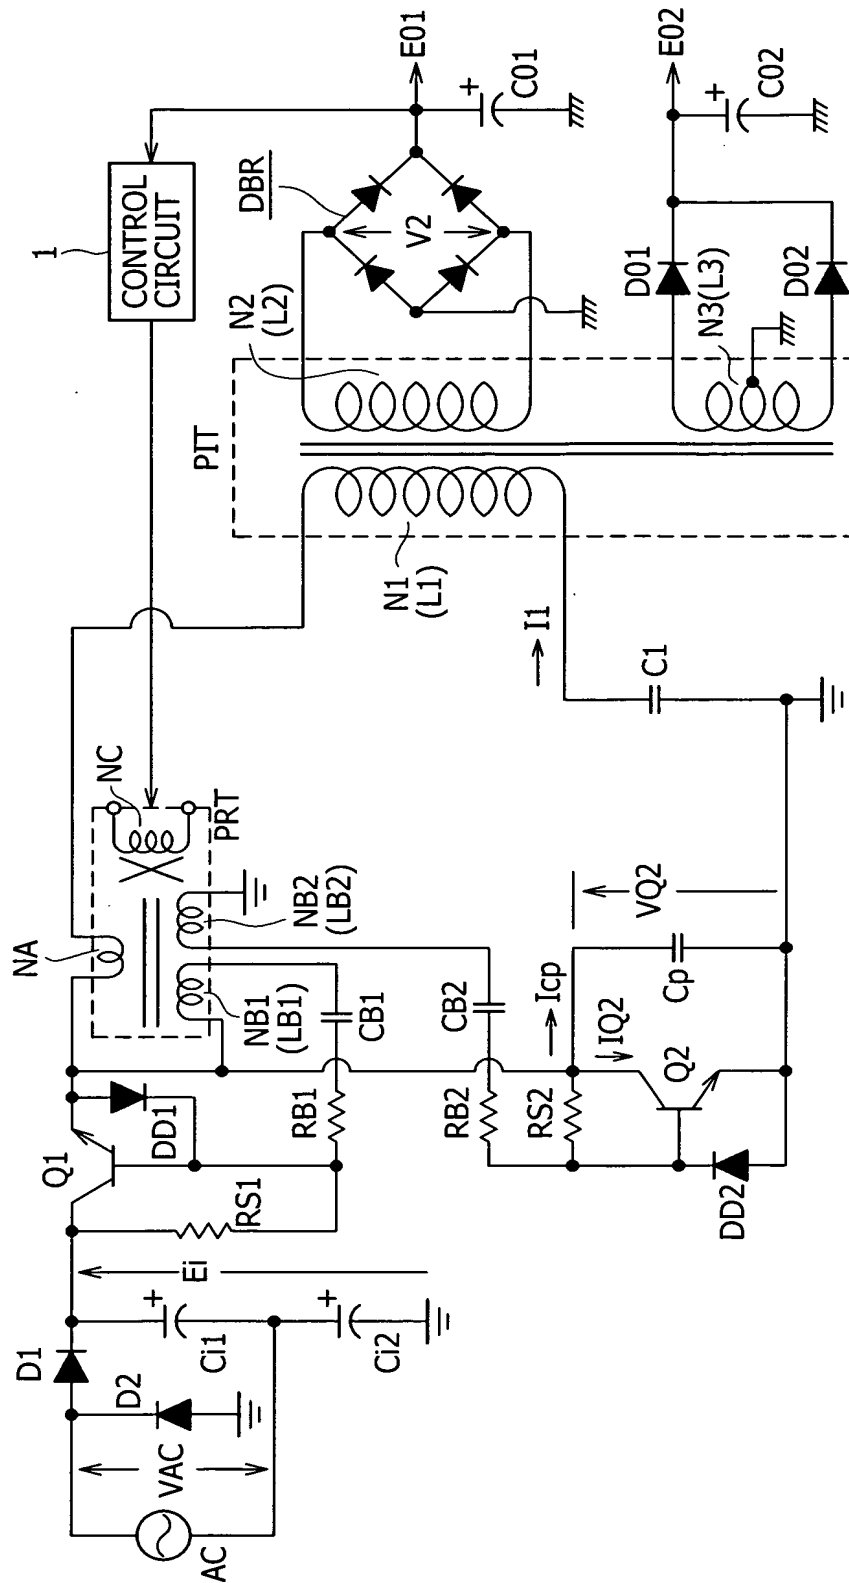 1
CONTROL
CIRCUIT
E01
+
C01
DBR
V2
N2
(L2)
E02
+
C02
D01
D02
N3(L3)
PIT
N1
(L1)
I1
C1
NC
PRT
NA
NB2
(LB2)
NB1
(LB1)
CB1
CB2
RB1
RB2
RS2
Icp
IQ2
VQ2
Cp
Q2
DD2
DD1
Q1
RS1
Ei
+
Ci1
+
Ci2
D1
D2
VAC
AC